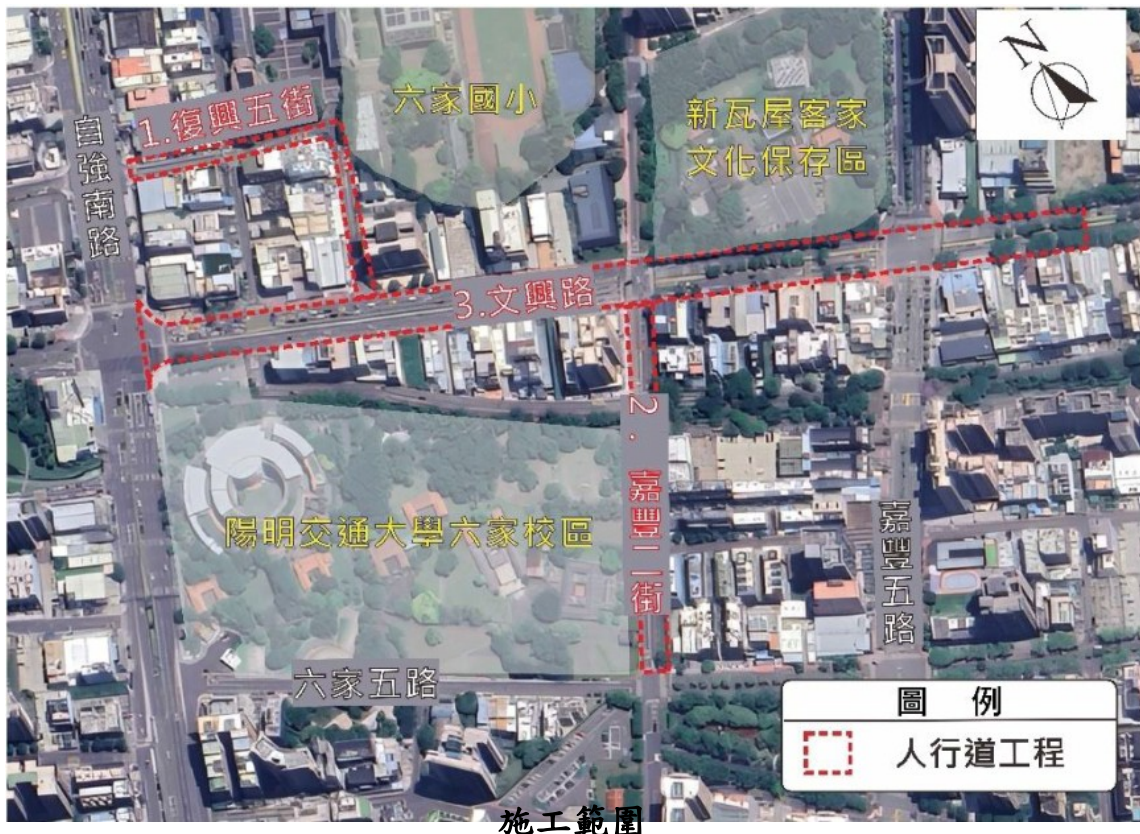 N
六家國小
新瓦屋客家
文化保存區
1.復興五街
自強南路
3.文興路
2. 嘉豐二街
陽明交通大學六家校區
嘉豐五路
六家五路
圖 例
人行道工程
施工範圍